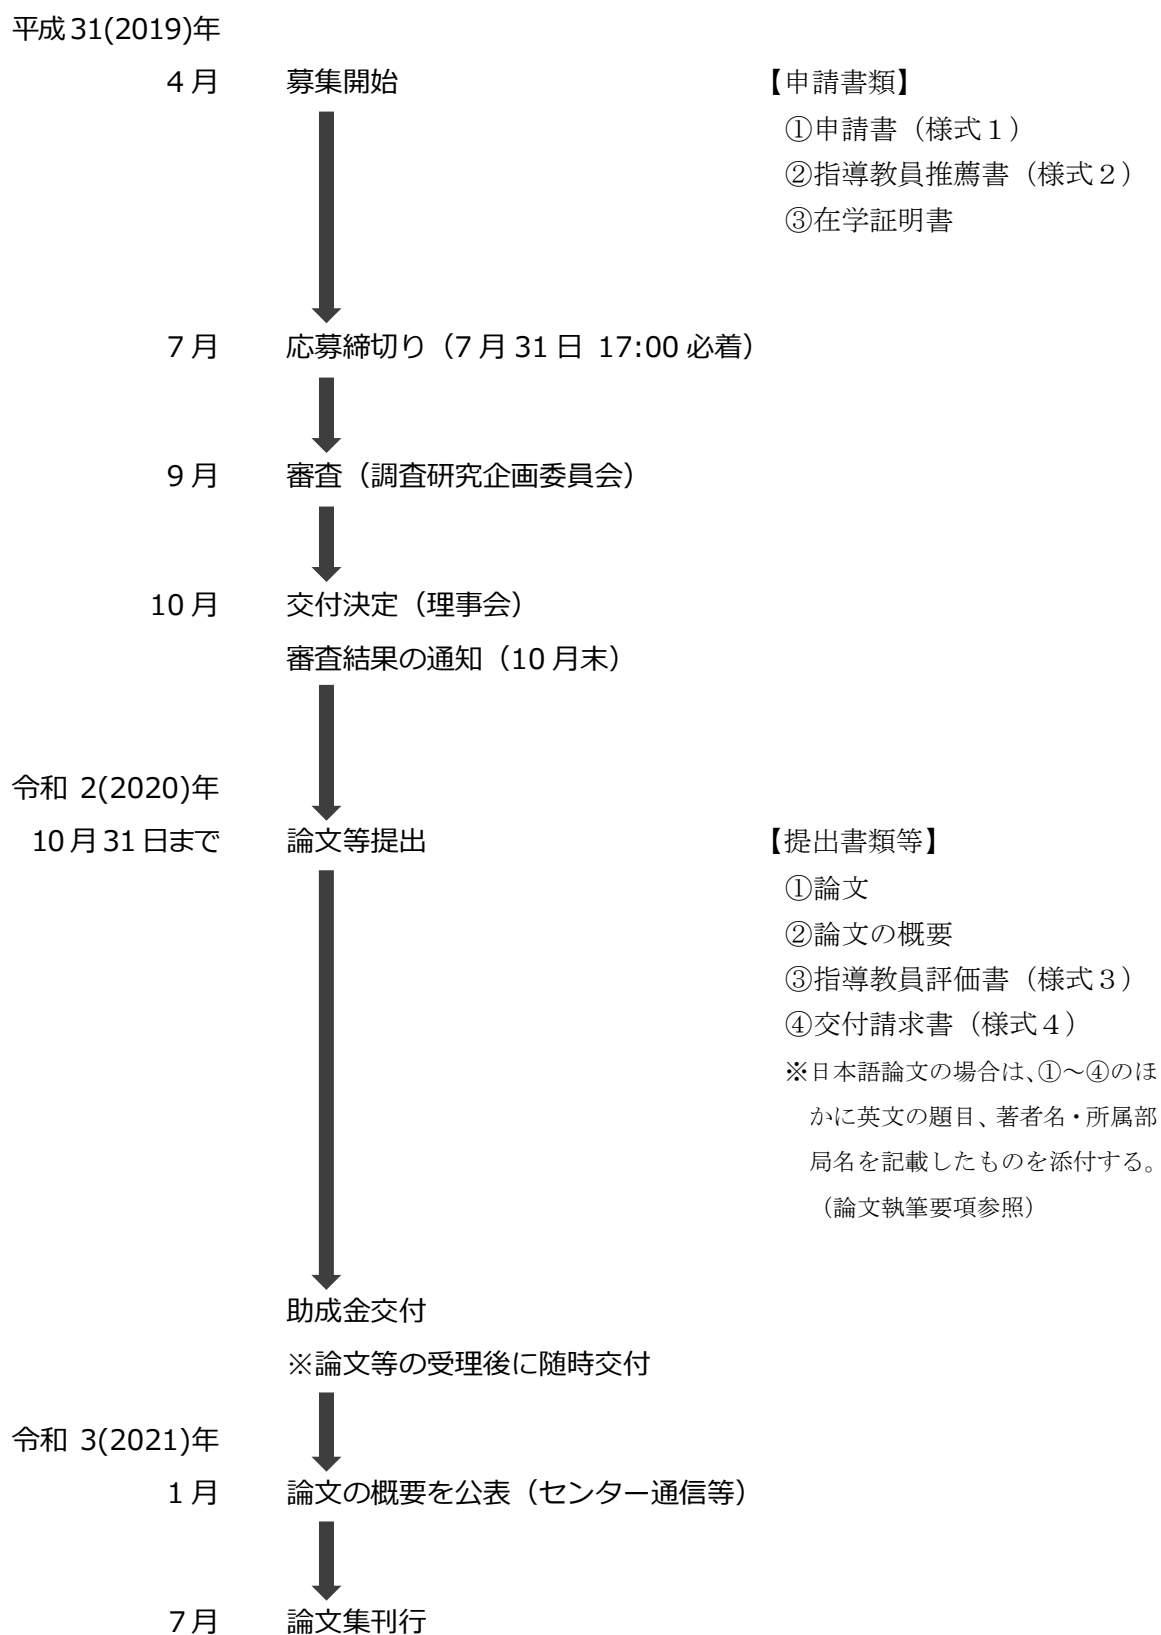 平成31(2019)年
4月 募集開始 【申請書類】
①申請書（様式１）
②指導教員推薦書（様式２）
③在学証明書
7月 応募締切り（7月31日 17:00必着）
9月 審査（調査研究企画委員会）
10月 交付決定（理事会）
審査結果の通知（10月末）
令和 2(2020)年
10月31日まで 論文等提出 【提出書類等】
①論文
②論文の概要
③指導教員評価書（様式３）
④交付請求書（様式４）
※日本語論文の場合は、①～④のほ
かに英文の題目、著者名・所属部
局名を記載したものを添付する。
（論文執筆要項参照）
助成金交付
※論文等の受理後に随時交付
令和 3(2021)年
1月 論文の概要を公表（センター通信等）
7月 論文集刊行